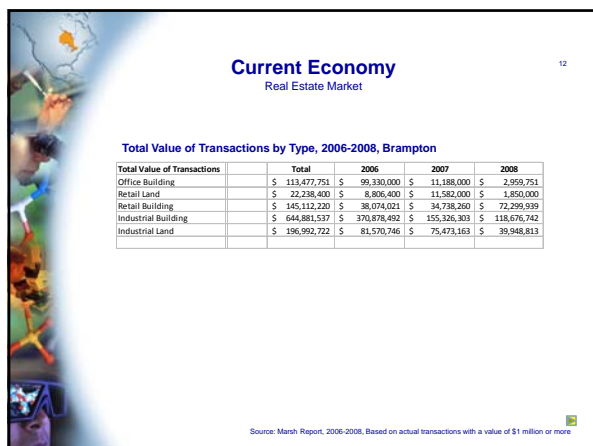 Current Economy
12
Real Estate Market
Total Value of Transactions by Type, 2006-2008, Brampton
Total Value of Transactions Total 2006 2007 2008
Office Building $ 113,477,751 $ 99,330,000 $ 11,188,000 $ 2,959,751
Retail Land $ 22,238,400 $ 8,806,400 $ 11,582,000 $ 1,850,000
Retail Building $ 145,112,220 $ 38,074,021 $ 34,738,260 $ 72,299,939
Industrial Building $ 644,881,537 $ 370,878,492 $ 155,326,303 $ 118,676,742
Industrial Land $ 196,992,722 $ 81,570,746 $ 75,473,163 $ 39,948,813
Source: Marsh Report, 2006-2008, Based on actual transactions with a value of $1 million or more